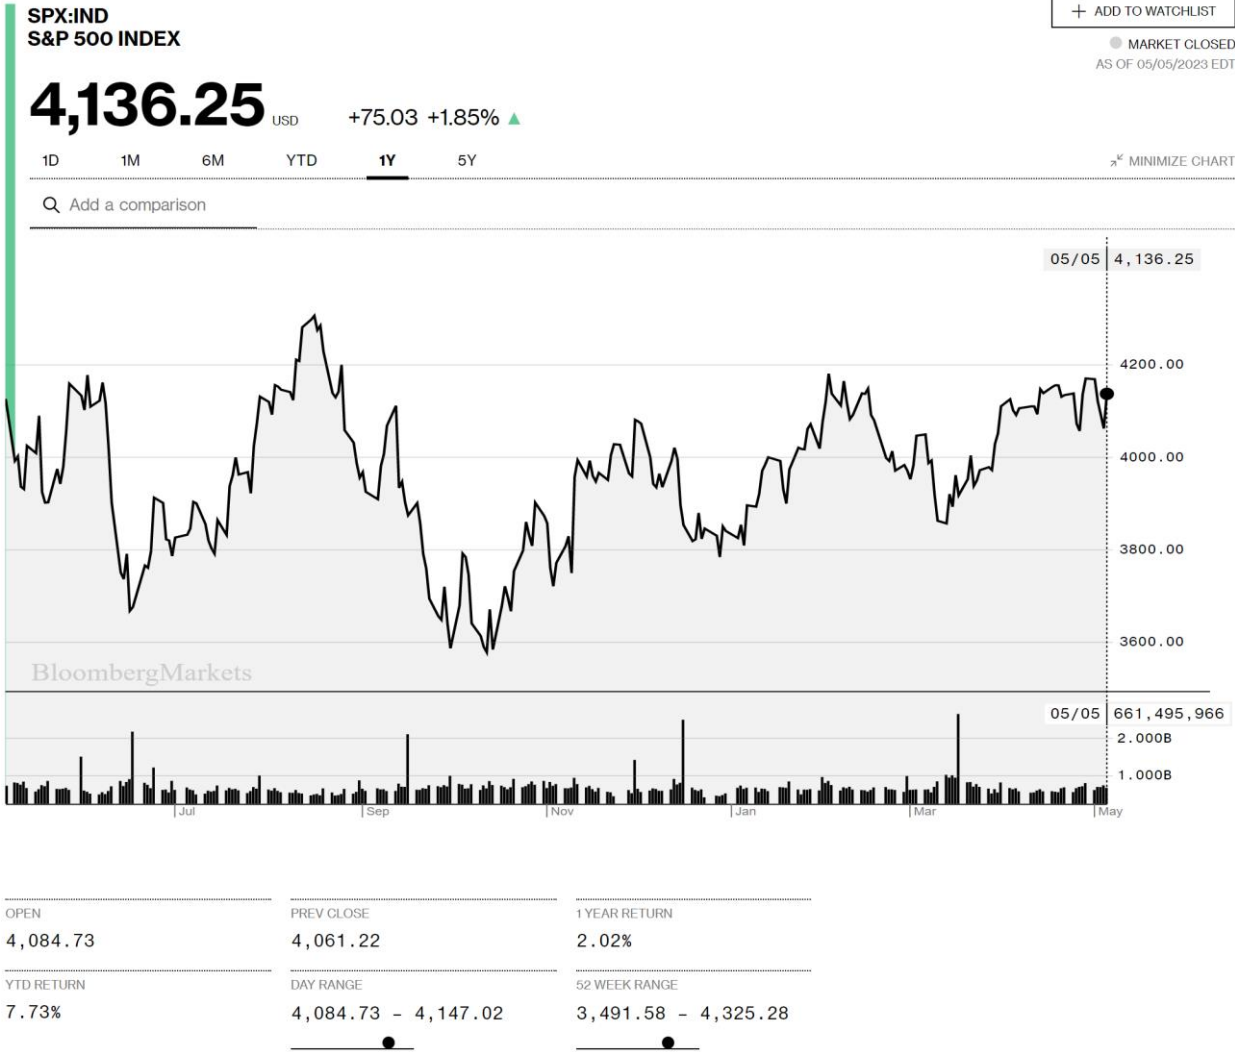 SPX:IND
S&P 500 INDEX
+ ADD TO WATCHLIST
MARKET CLOSED
AS OF 05/05/2023 EDT
4,136.25 USD +75.03 +1.85%
1D 1M 6M YTD 1Y 5Y
MINIMIZE CHART
Add a comparison
05/05 4,136.25
4200.00
4000.00
3800.00
3600.00
BloombergMarkets
05/05 661,495,966
2.000B
1.000B
Jul Sep Nov Jan Mar May
OPEN PREV CLOSE 1 YEAR RETURN
4,084.73 4,061.22 2.02%
YTD RETURN DAY RANGE 52 WEEK RANGE
7.73% 4,084.73 – 4,147.02 3,491.58 – 4,325.28